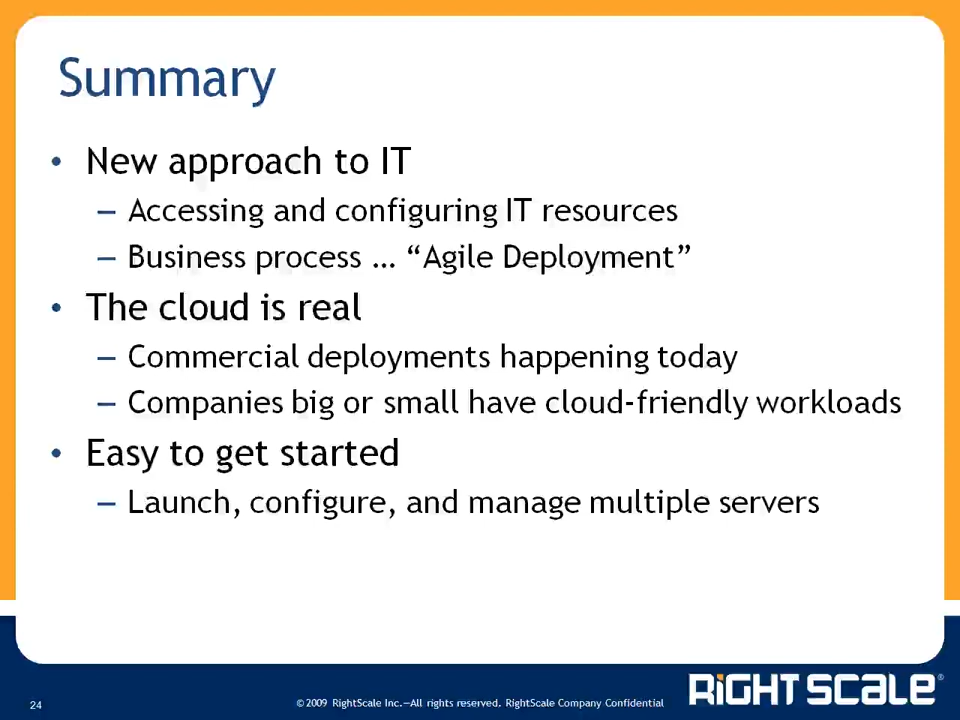 Summary
• New approach to IT
– Accessing and configuring IT resources
– Business process … “Agile Deployment”
• The cloud is real
– Commercial deployments happening today
– Companies big or small have cloud-friendly workloads
• Easy to get started
– Launch, configure, and manage multiple servers
24
©2009 RightScale Inc.—All rights reserved. RightScale Company Confidential
RIGHT SCALE®